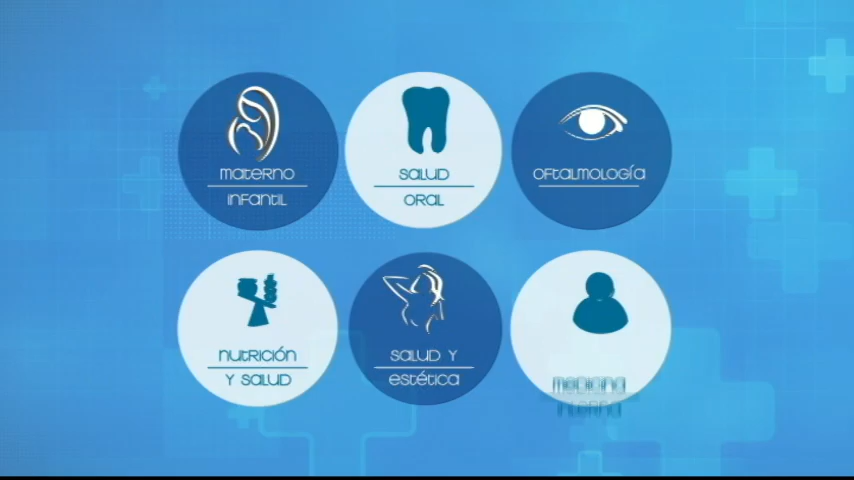 MATERNO
INFANTIL
SALUD
ORAL
OFTALMOLOGÍA
NUTRICIÓN
Y SALUD
SALUD Y
ESTÉTICA